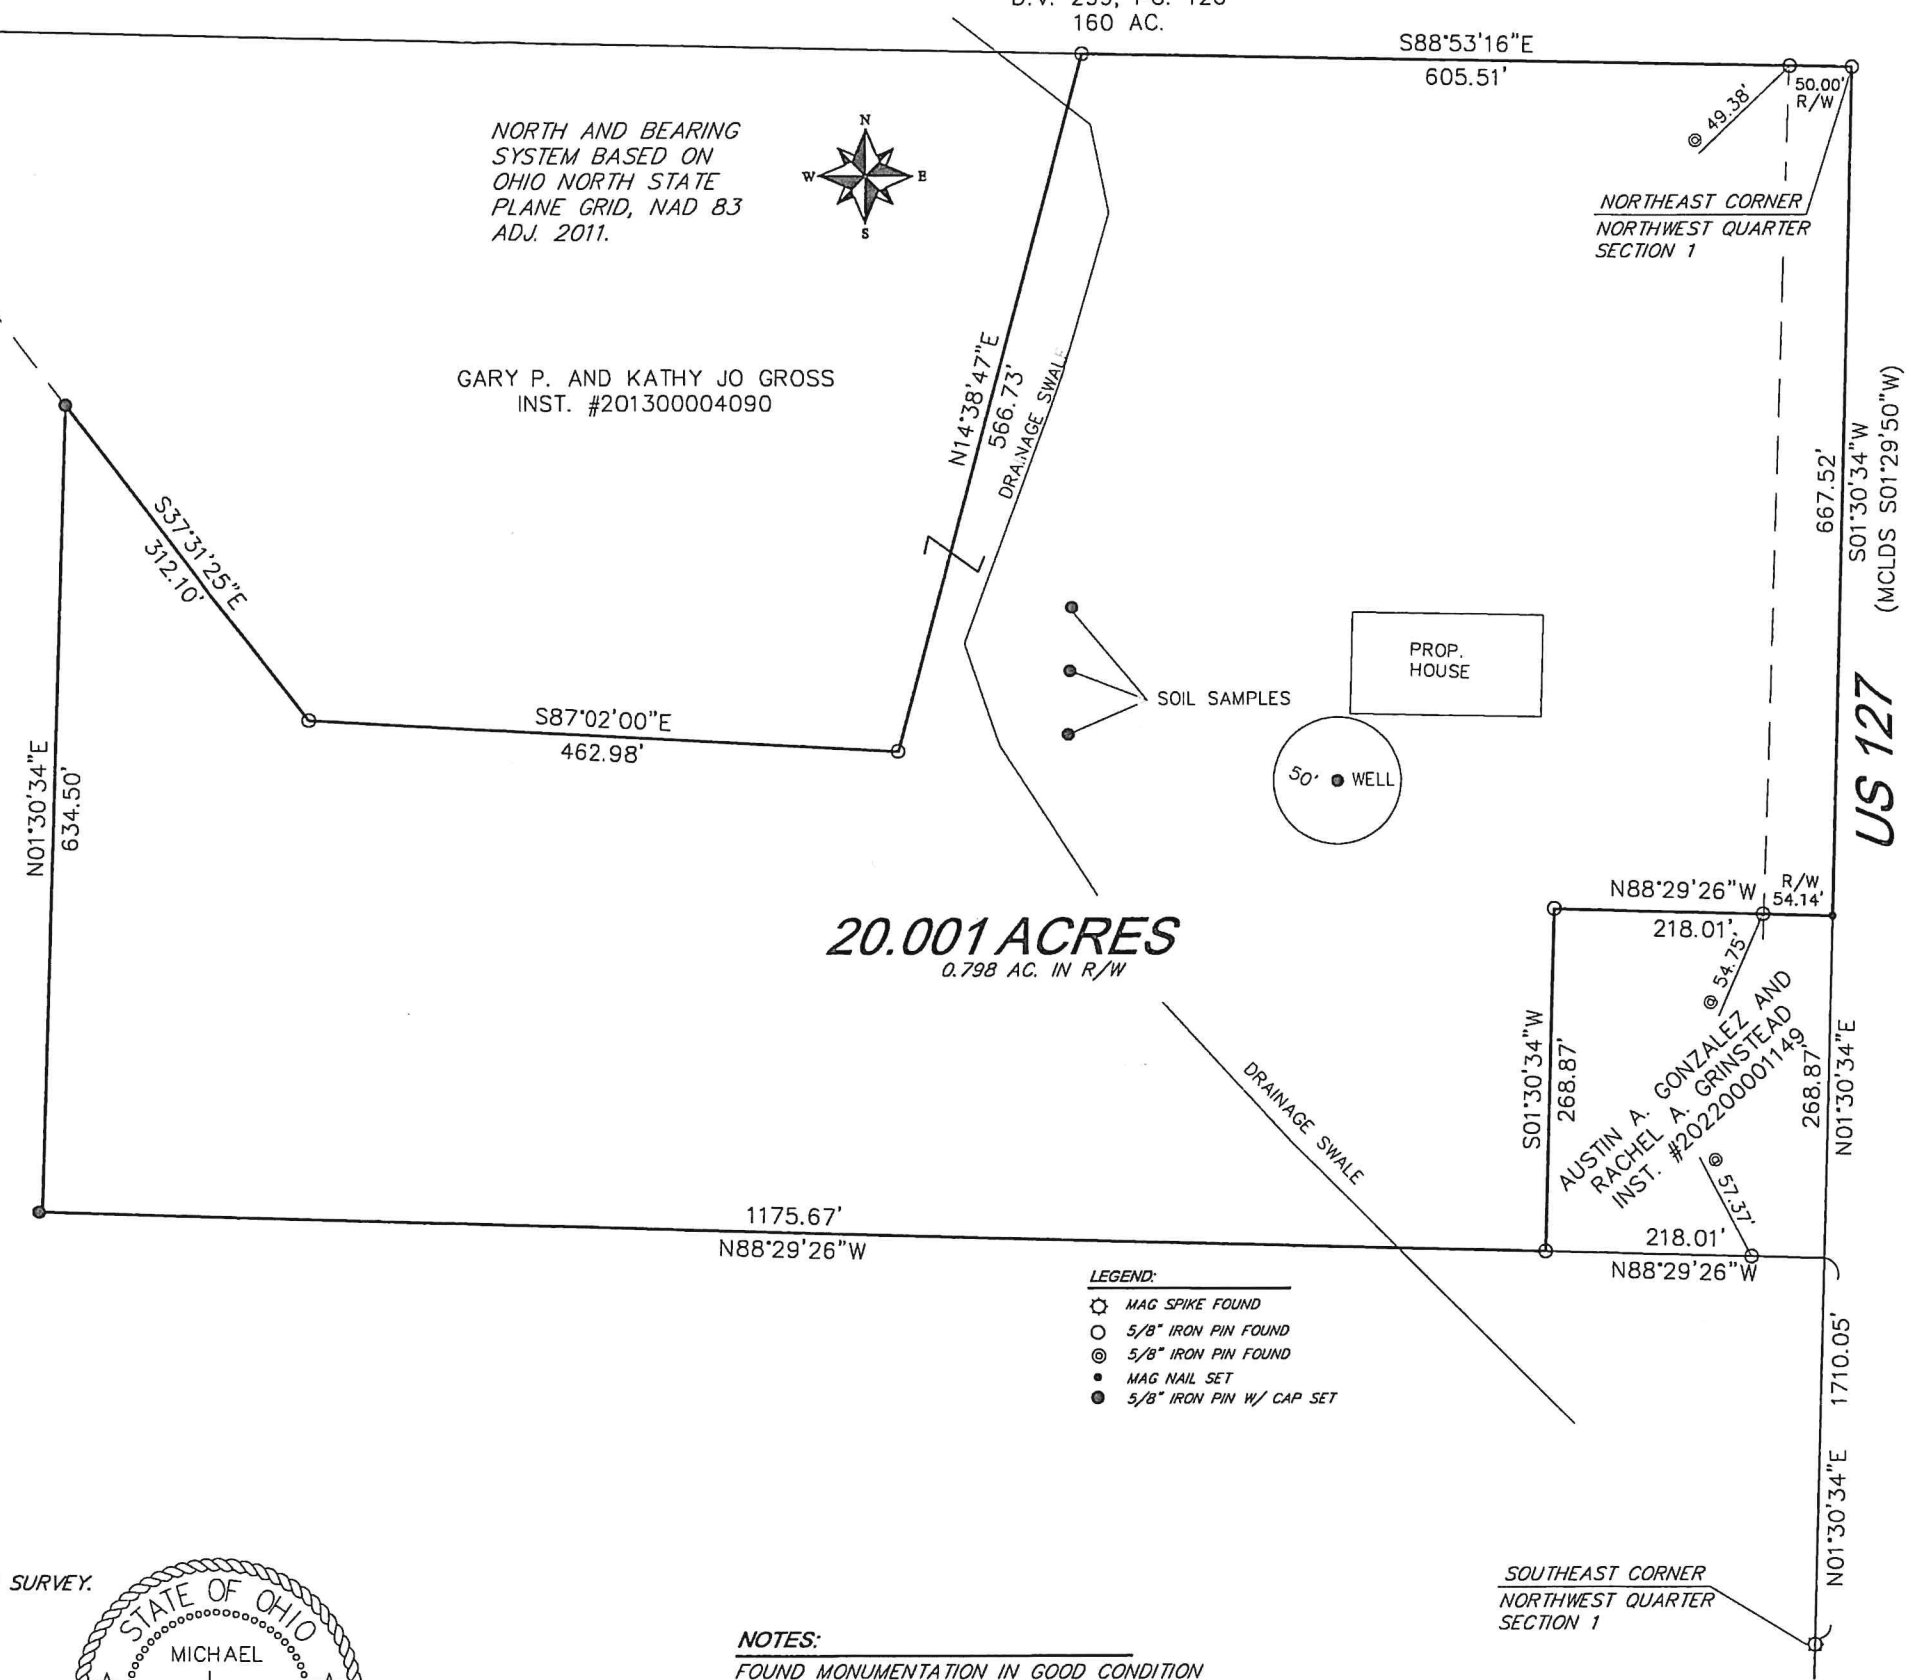 160 AC.
S88°53'16"E
605.51'
50.00'
R/W
49.38'
NORTH AND BEARING
SYSTEM BASED ON
OHIO NORTH STATE
PLANE GRID, NAD 83
ADJ. 2011.
N
W
E
S
NORTHEAST CORNER
NORTHWEST QUARTER
SECTION 1
GARY P. AND KATHY JO GROSS
INST. #201300004090
N14°38'47"E
566.73'
DRAINAGE SWALE
667.52'
S01°30'34"W
(MCLDS S01°29'50"W)
S37°31'25"E
312.10'
PROP.
HOUSE
SOIL SAMPLES
US 127
S87°02'00"E
462.98'
50'
WELL
N01°30'34"E
634.50'
N88°29'26"W
218.01'
R/W
54.14'
20.001 ACRES
0.798 AC. IN R/W
54.75'
S01°30'34"W
268.87'
AUSTIN A. GONZALEZ AND
RACHEL A. GRINSTEAD
INST. #202200001149
268.87'
N01°30'34"E
DRAINAGE SWALE
57.37'
1175.67'
N88°29'26"W
218.01'
N88°29'26"W
LEGEND:
MAG SPIKE FOUND
5/8" IRON PIN FOUND
5/8" IRON PIN FOUND
MAG NAIL SET
5/8" IRON PIN W/ CAP SET
N01°30'34"E 1710.05'
SOUTHEAST CORNER
NORTHWEST QUARTER
SECTION 1
SURVEY.
STATE OF OHIO
MICHAEL
NOTES:
FOUND MONUMENTATION IN GOOD CONDITION